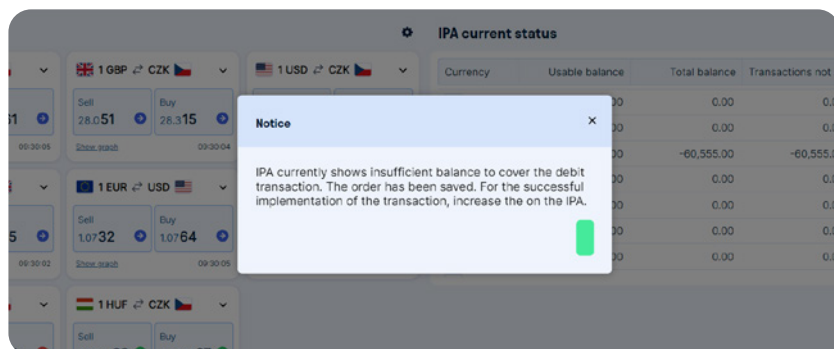 IPA current status
1 GBP ⇄ CZK
1 USD ⇄ CZK
Currency Usable balance Total balance Transactions not
Sell Buy
28.051 28.315
Show graph 09:30:04
09:30:05
Notice
IPA currently shows insufficient balance to cover the debit
transaction. The order has been saved. For the successful
implementation of the transaction, increase the on the IPA.
0.00
0.00
-60,555.00 -60,555.
0.00
0.00
0.00
0.00
1 EUR ⇄ USD
Sell Buy
1.0732 1.0764
Show graph 09:30:05
09:30:02
1 HUF ⇄ CZK
Sell Buy